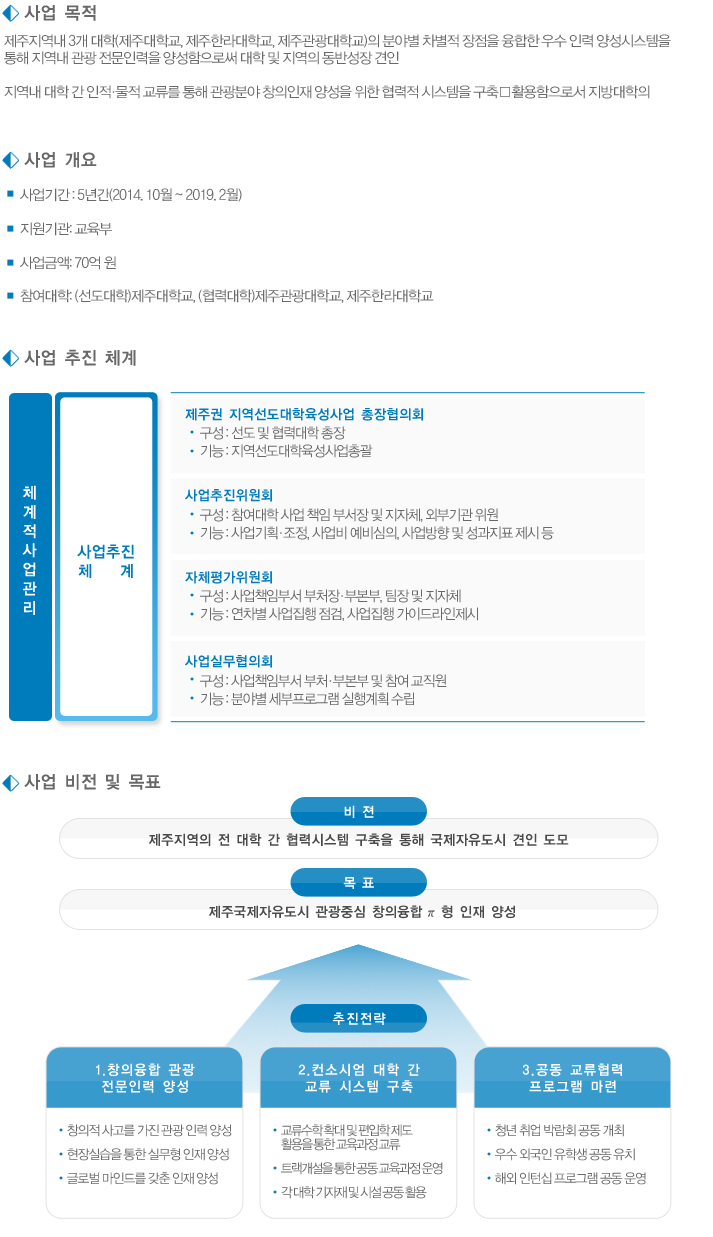 사업 목적
제주지역내 3개 대학(제주대학교, 제주한라대학교, 제주관광대학교)의 분야별 차별적 장점을 융합한 우수 인력 양성시스템을
통해 지역내 관광 전문인력을 양성함으로써 대학 및 지역의 동반성장 견인
지역내 대학 간 인적·물적 교류를 통해 관광분야 창의인재 양성을 위한 협력적 시스템을 구축□활용함으로서 지방대학의
사업 개요
사업기간 : 5년간(2014, 10월 ~ 2019, 2월)
지원기관: 교육부
사업금액: 70억 원
참여대학: (선도대학)제주대학교, (협력대학)제주관광대학교, 제주한라대학교
사업 추진 체계
체계적사업관리
사업추진
체 계
제주권 지역선도대학육성사업 총장협의회
• 구성 : 선도 및 협력대학 총장
• 기능 : 지역선도대학육성사업총괄
사업추진위원회
• 구성 : 참여대학 사업 책임 부서장 및 지자체, 외부기관 위원
• 기능 : 사업기획·조정, 사업비 예비심의, 사업방향 및 성과지표 제시 등
자체평가위원회
• 구성 : 사업책임부서 부처장·부본부, 팀장 및 지자체
• 기능 : 연차별 사업집행 점검, 사업집행 가이드라인제시
사업실무협의회
• 구성 : 사업책임부서 부처·부본부 및 참여 교직원
• 기능 : 분야별 세부프로그램 실행계획 수립
사업 비전 및 목표
비 젼
제주지역의 전 대학 간 협력시스템 구축을 통해 국제자유도시 견인 도모
목 표
제주국제자유도시 관광중심 창의융합 π 형 인재 양성
추진전략
1.창의융합 관광
전문인력 양성
• 창의적 사고를 가진 관광 인력 양성
• 현장실습을 통한 실무형 인재 양성
• 글로벌 마인드를 갖춘 인재 양성
2.컨소시엄 대학 간
교류 시스템 구축
• 교류수학 확대 및 편입학 제도
활용을 통한 교육과정 교류
• 트랙개설을 통한 공동 교육과정 운영
• 각 대학 기자재 및 시설 공동 활용
3.공동 교류협력
프로그램 마련
• 청년 취업 박람회 공동 개최
• 우수 외국인 유학생 공동 유치
• 해외 인턴십 프로그램 공동 운영